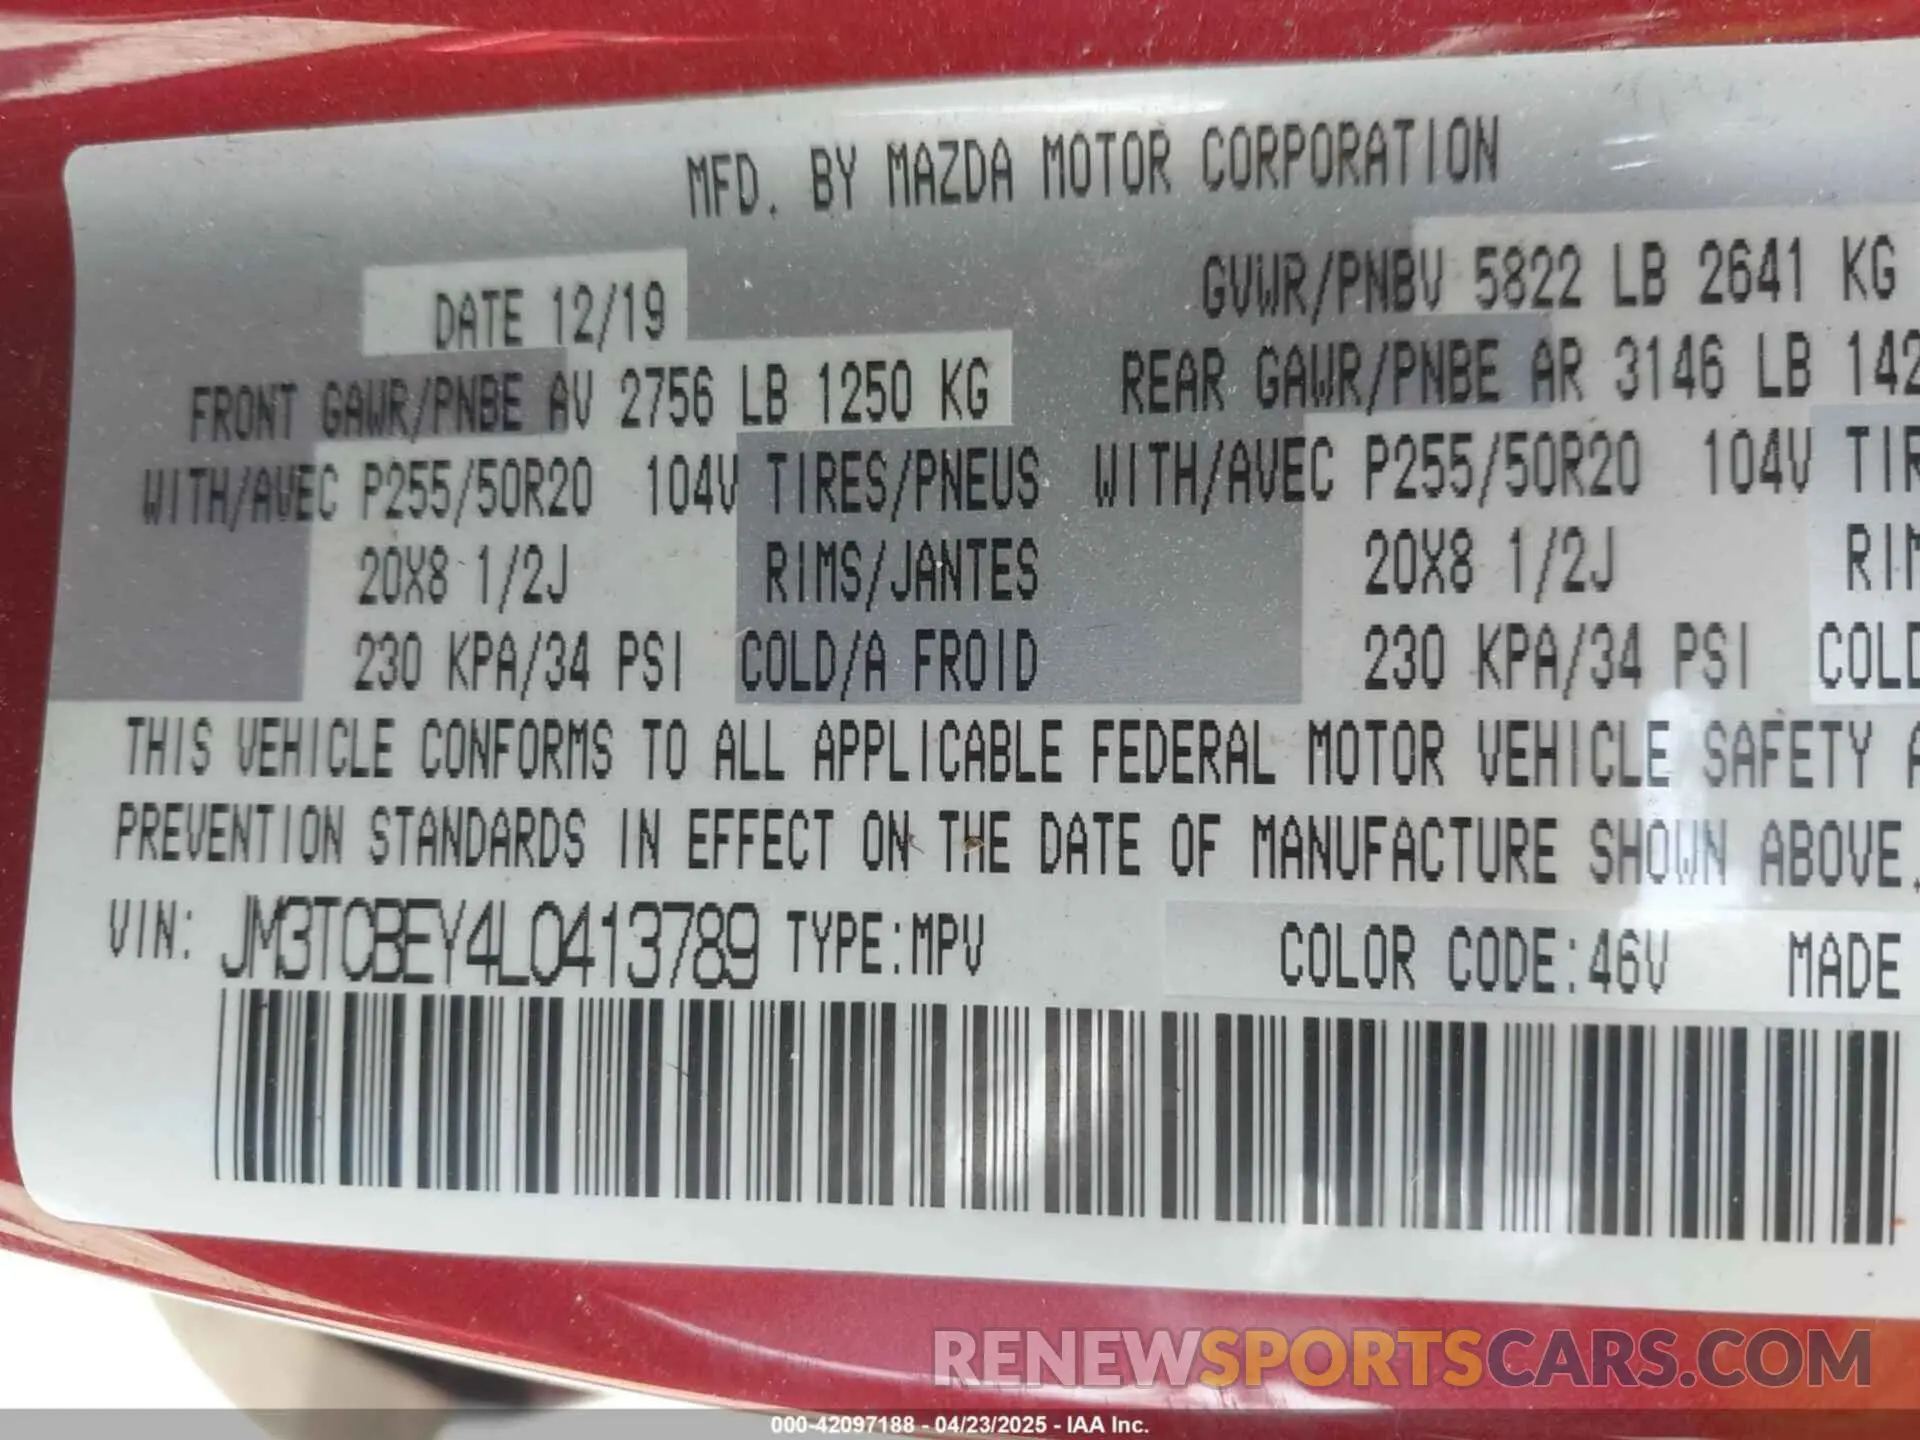 MFD. BY MAZDA MOTOR CORPORATION
DATE 12/19 GVWR/PNBV 5822 LB 2641 KG
FRONT GAWR/PNBE AV 2756 LB 1250 KG REAR GAWR/PNBE AR 3146 LB 142
WITH/AVEC P255/50R20 104V TIRES/PNEUS WITH/AVEC P255/50R20 104V TIR
20X8 1/2J RIMS/JANTES 20X8 1/2J RIM
230 KPA/34 PSI COLD/A FROID 230 KPA/34 PSI COLD
THIS VEHICLE CONFORMS TO ALL APPLICABLE FEDERAL MOTOR VEHICLE SAFETY A
PREVENTION STANDARDS IN EFFECT ON THE DATE OF MANUFACTURE SHOWN ABOVE.
VIN: JM3TCBEY4L0413789 TYPE:MPV COLOR CODE:46V MADE
RENEWSPORTSCARS.COM
000-42097188 - 04/23/2025 - IAA Inc.